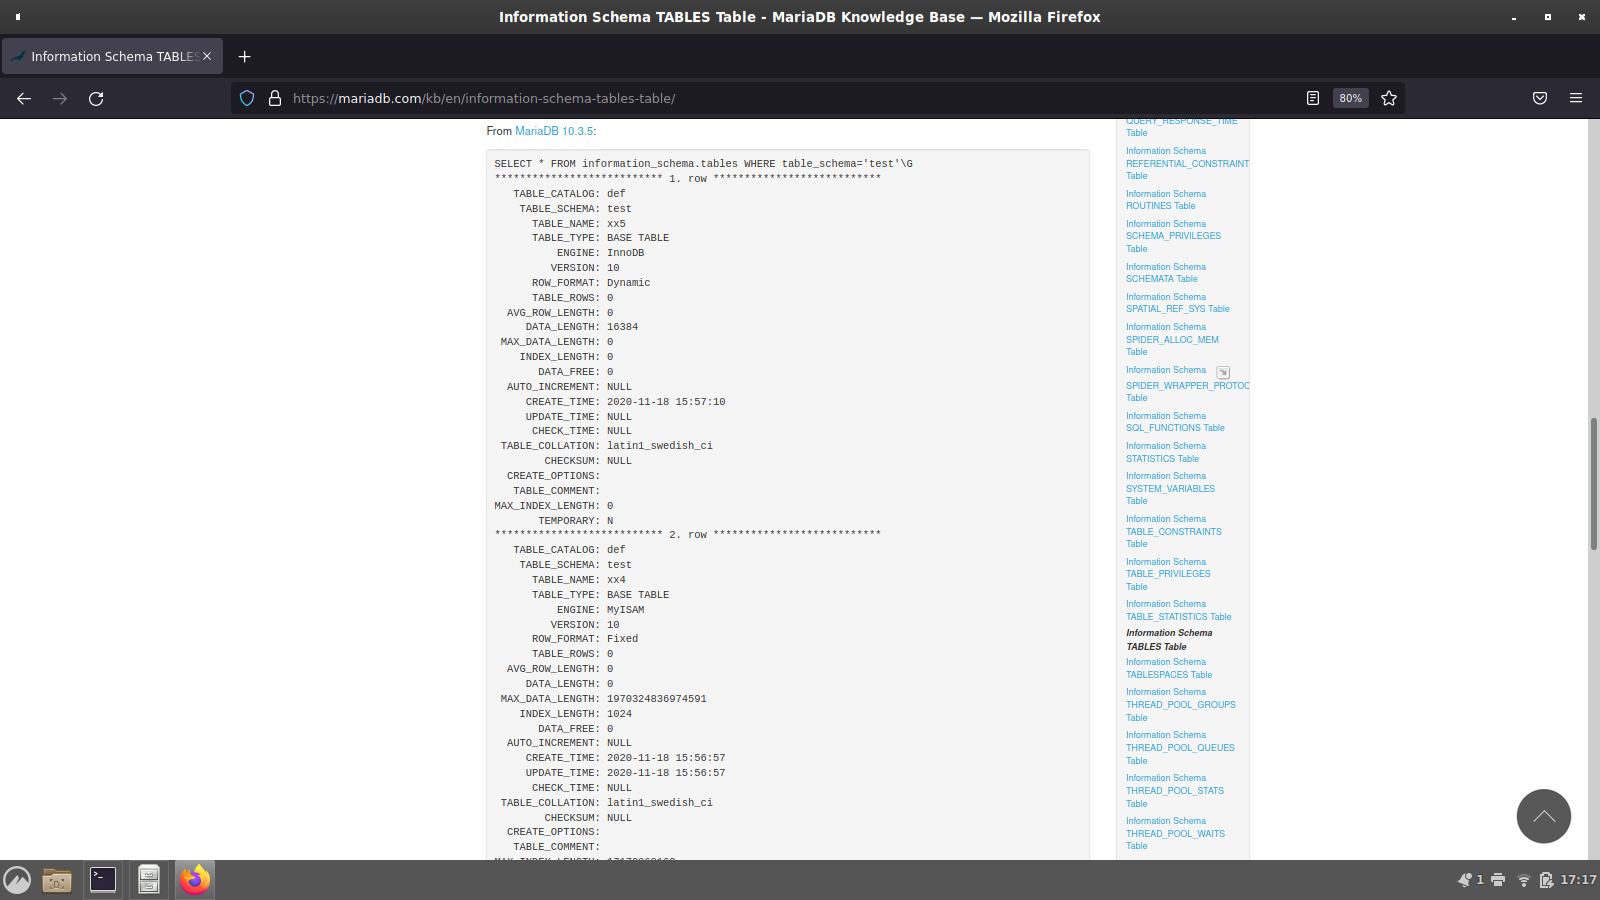 Information Schema TABLES Table - MariaDB Knowledge Base — Mozilla Firefox
Information Schema TABLES
https://mariadb.com/kb/en/information-schema-tables-table/
80%
From MariaDB 10.3.5:
SELECT * FROM information_schema.tables WHERE table_schema='test'\G
*************************** 1. row ***************************
TABLE_CATALOG: def
TABLE_SCHEMA: test
TABLE_NAME: xx5
TABLE_TYPE: BASE TABLE
ENGINE: InnoDB
VERSION: 10
ROW_FORMAT: Dynamic
TABLE_ROWS: 0
AVG_ROW_LENGTH: 0
DATA_LENGTH: 16384
MAX_DATA_LENGTH: 0
INDEX_LENGTH: 0
DATA_FREE: 0
AUTO_INCREMENT: NULL
CREATE_TIME: 2020-11-18 15:57:10
UPDATE_TIME: NULL
CHECK_TIME: NULL
TABLE_COLLATION: latin1_swedish_ci
CHECKSUM: NULL
CREATE_OPTIONS:
TABLE_COMMENT:
MAX_INDEX_LENGTH: 0
TEMPORARY: N
*************************** 2. row ***************************
TABLE_CATALOG: def
TABLE_SCHEMA: test
TABLE_NAME: xx4
TABLE_TYPE: BASE TABLE
ENGINE: MyISAM
VERSION: 10
ROW_FORMAT: Fixed
TABLE_ROWS: 0
AVG_ROW_LENGTH: 0
DATA_LENGTH: 0
MAX_DATA_LENGTH: 1970324836974591
INDEX_LENGTH: 1024
DATA_FREE: 0
AUTO_INCREMENT: NULL
CREATE_TIME: 2020-11-18 15:56:57
UPDATE_TIME: 2020-11-18 15:56:57
CHECK_TIME: NULL
TABLE_COLLATION: latin1_swedish_ci
CHECKSUM: NULL
CREATE_OPTIONS:
TABLE_COMMENT:
QUERY_RESPONSE_TIME
Table
Information Schema
REFERENTIAL_CONSTRAINT
Table
Information Schema
ROUTINES Table
Information Schema
SCHEMA_PRIVILEGES
Table
Information Schema
SCHEMATA Table
Information Schema
SPATIAL_REF_SYS Table
Information Schema
SPIDER_ALLOC_MEM
Table
Information Schema
SPIDER_WRAPPER_PROTOC
Table
Information Schema
SQL_FUNCTIONS Table
Information Schema
STATISTICS Table
Information Schema
SYSTEM_VARIABLES
Table
Information Schema
TABLE_CONSTRAINTS
Table
Information Schema
TABLE_PRIVILEGES
Table
Information Schema
TABLE_STATISTICS Table
Information Schema
TABLES Table
Information Schema
TABLESPACES Table
Information Schema
THREAD_POOL_GROUPS
Table
Information Schema
THREAD_POOL_QUEUES
Table
Information Schema
THREAD_POOL_STATS
Table
Information Schema
THREAD_POOL_WAITS
Table
1
17:17